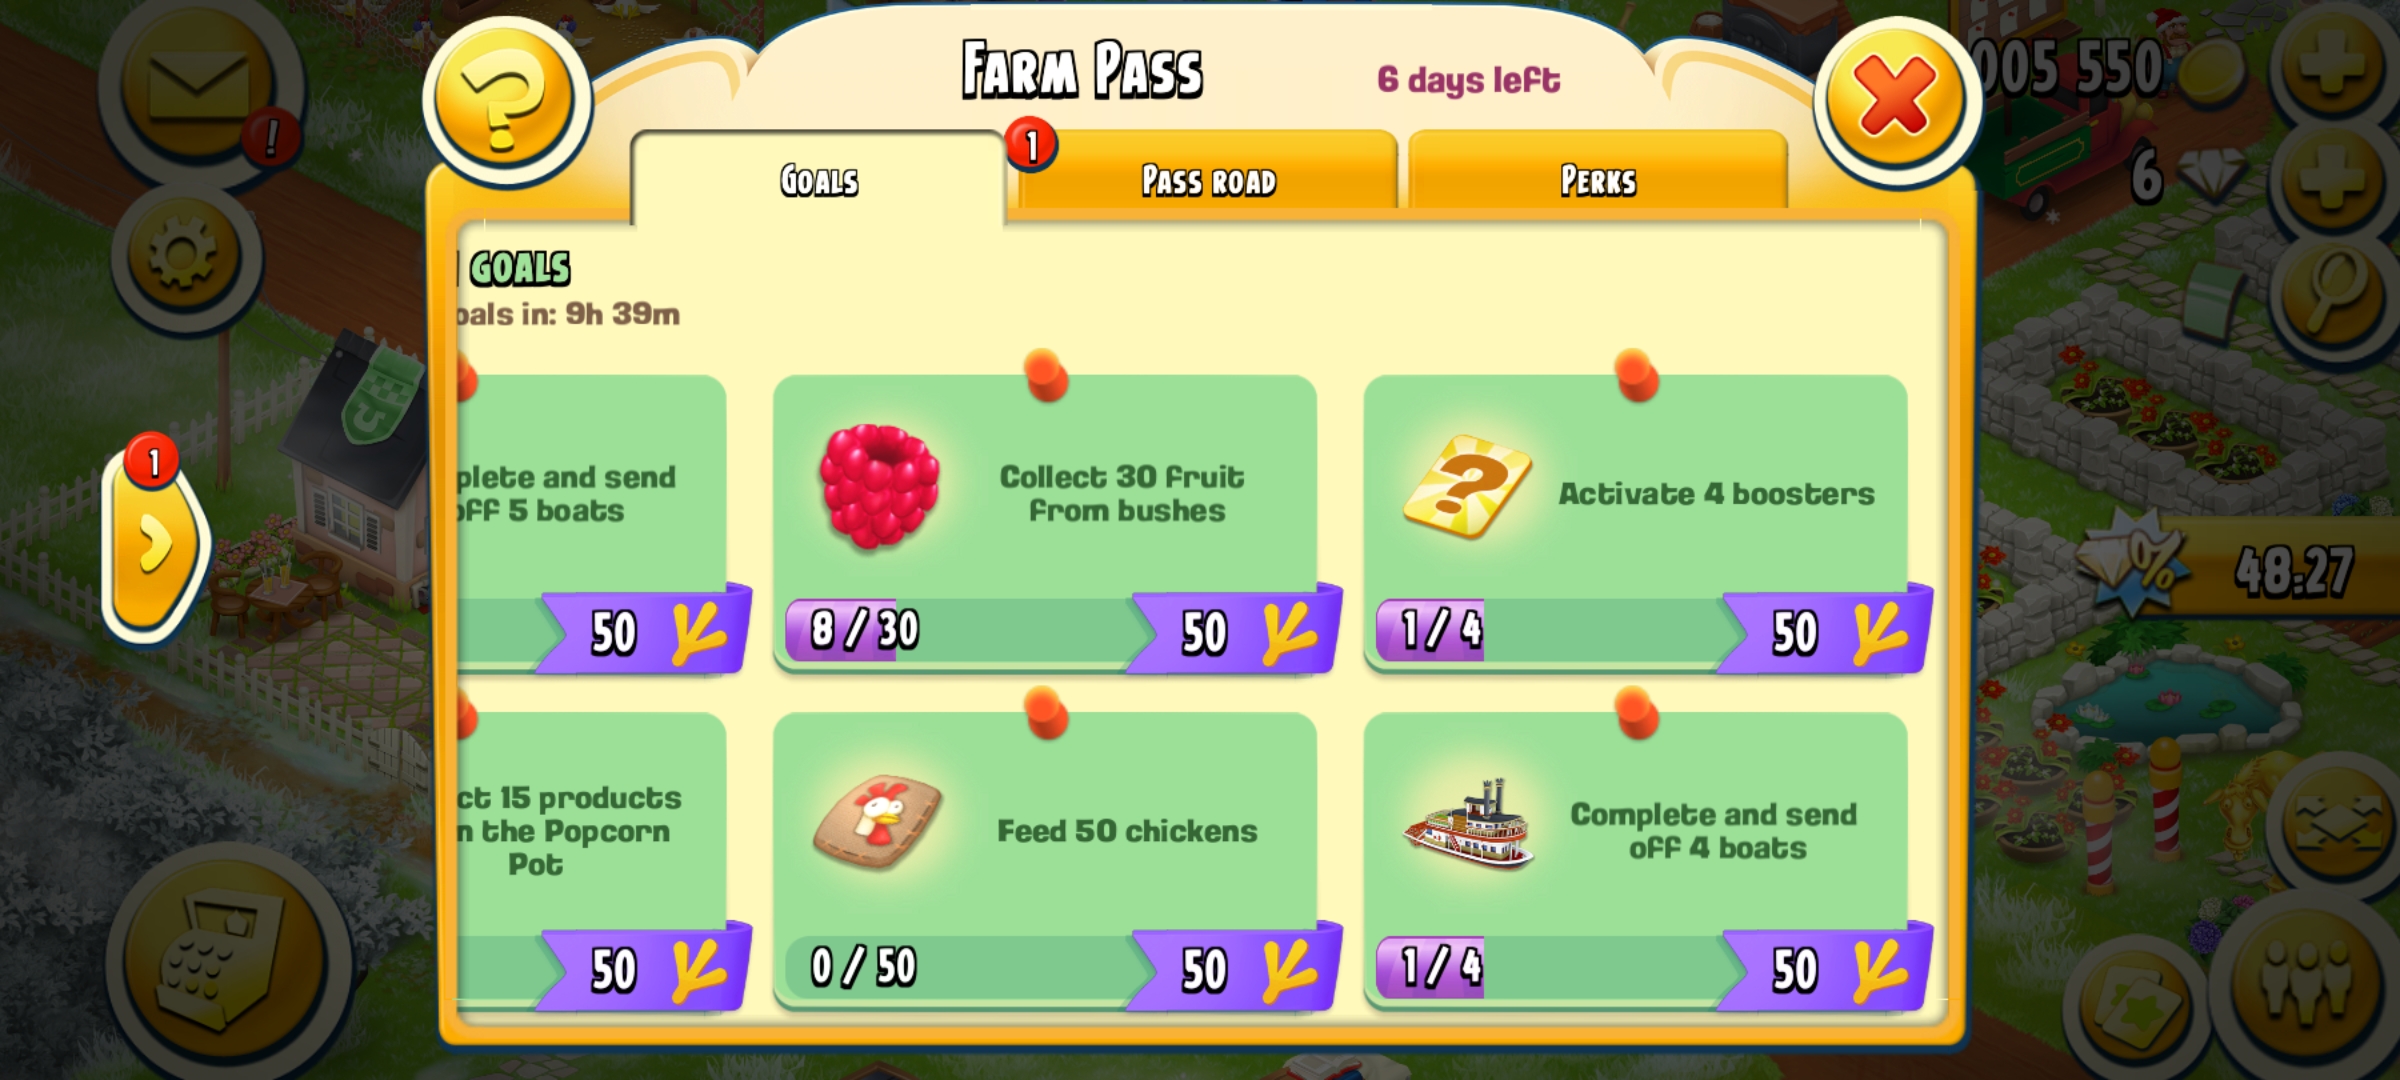 FARM PASS
6 days left
005 550
6
!
1
GOALS
1
PASS ROAD
PERKS
GOALS
oals in: 9h 39m
plete and send
off 5 boats
50
Collect 30 fruit
from bushes
8 / 30
50
Activate 4 boosters
1 / 4
50
ct 15 products
n the Popcorn
Pot
50
Feed 50 chickens
0 / 50
50
Complete and send
off 4 boats
1 / 4
50
%
48:27